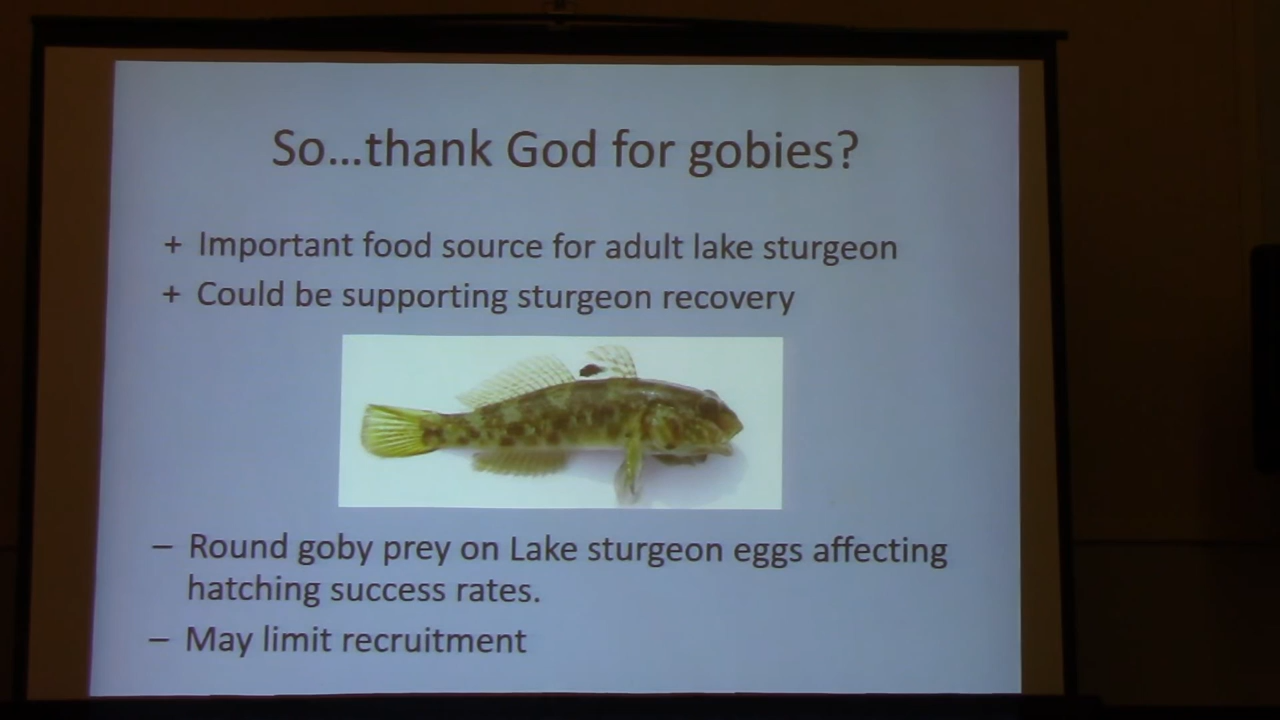 So...thank God for gobies?
+ Important food source for adult lake sturgeon
+ Could be supporting sturgeon recovery
– Round goby prey on Lake sturgeon eggs affecting
hatching success rates.
– May limit recruitment